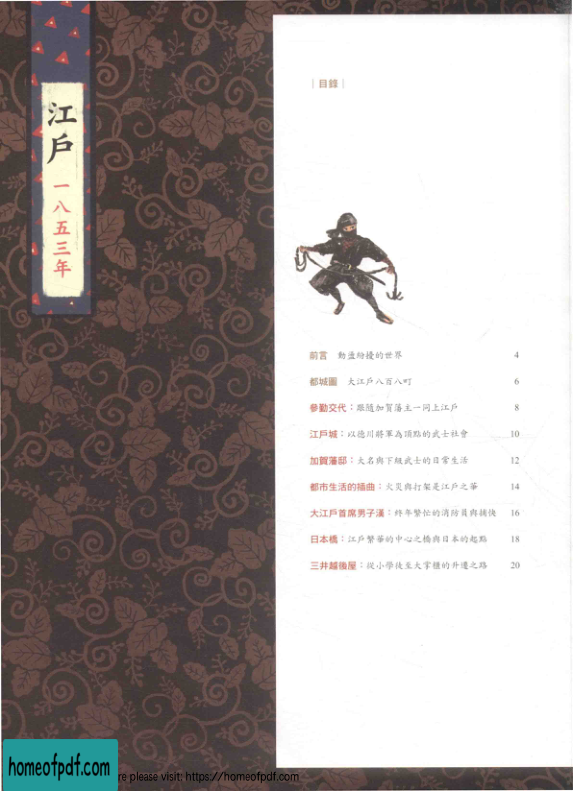 江戶
一八五三年
｜目錄｜
前言 動盪紛擾的世界 4
都城圖 大江戶八百八町 6
參勤交代：跟隨加賀藩主一同上江戶 8
江戶城：以德川將軍為頂點的武士社會 10
加賀藩邸：大名與下級武士的日常生活 12
都市生活的插曲：火災與打架是江戶之華 14
大江戶首席男子漢：終年繁忙的消防員與捕快 16
日本橋：江戶繁華的中心之橋與日本的起點 18
三井越後屋：從小學徒至大掌櫃的升遷之路 20
homeofpdf.com
re please visit: https://homeofpdf.com